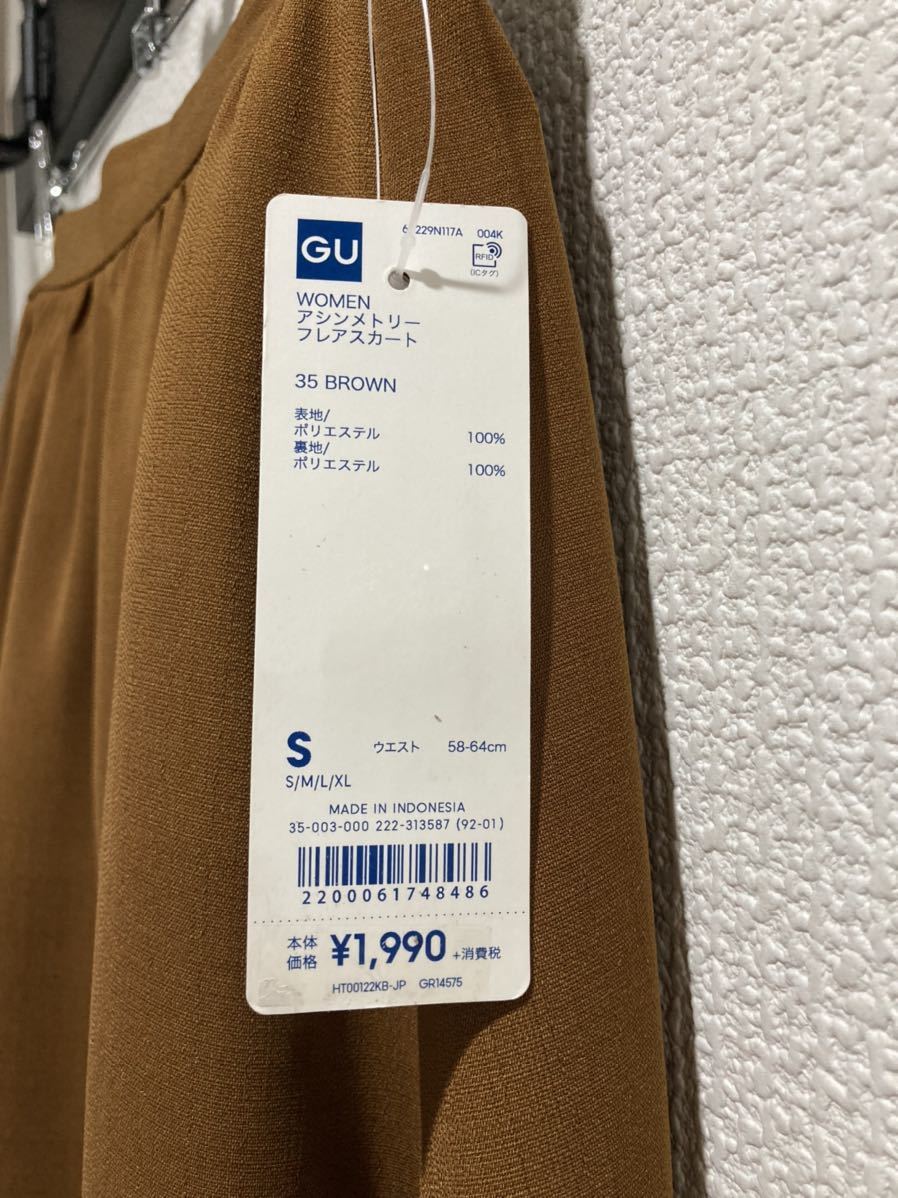 GU
229N117A 004K
RFID
(ICタグ)
WOMEN
アシンメトリー
フレアスカート
35 BROWN
表地/
ポリエステル 100%
裏地/
ポリエステル 100%
S ウエスト 58-64cm
S/M/L/XL
MADE IN INDONESIA
35-003-000 222-313587 (92-01)
2200061748486
本体
価格 ¥1,990 +消費税
HT00122KB-JP GR14575